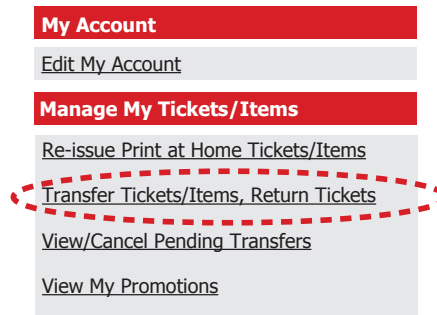 My Account
Edit My Account
Manage My Tickets/Items
Re-issue Print at Home Tickets/Items
Transfer Tickets/Items, Return Tickets
View/Cancel Pending Transfers
View My Promotions